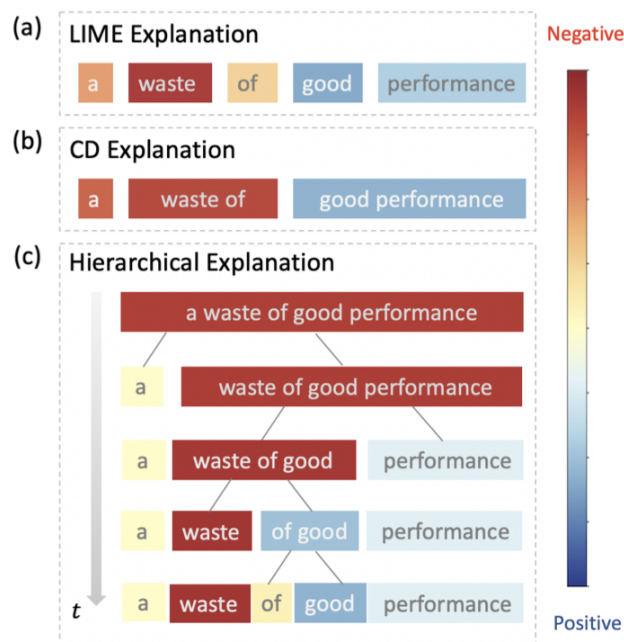 (a) LIME Explanation
Negative
a waste of good performance
(b) CD Explanation
a waste of good performance
(c) Hierarchical Explanation
a waste of good performance
a waste of good performance
a waste of good performance
a waste of good performance
a waste of good performance
t
Positive